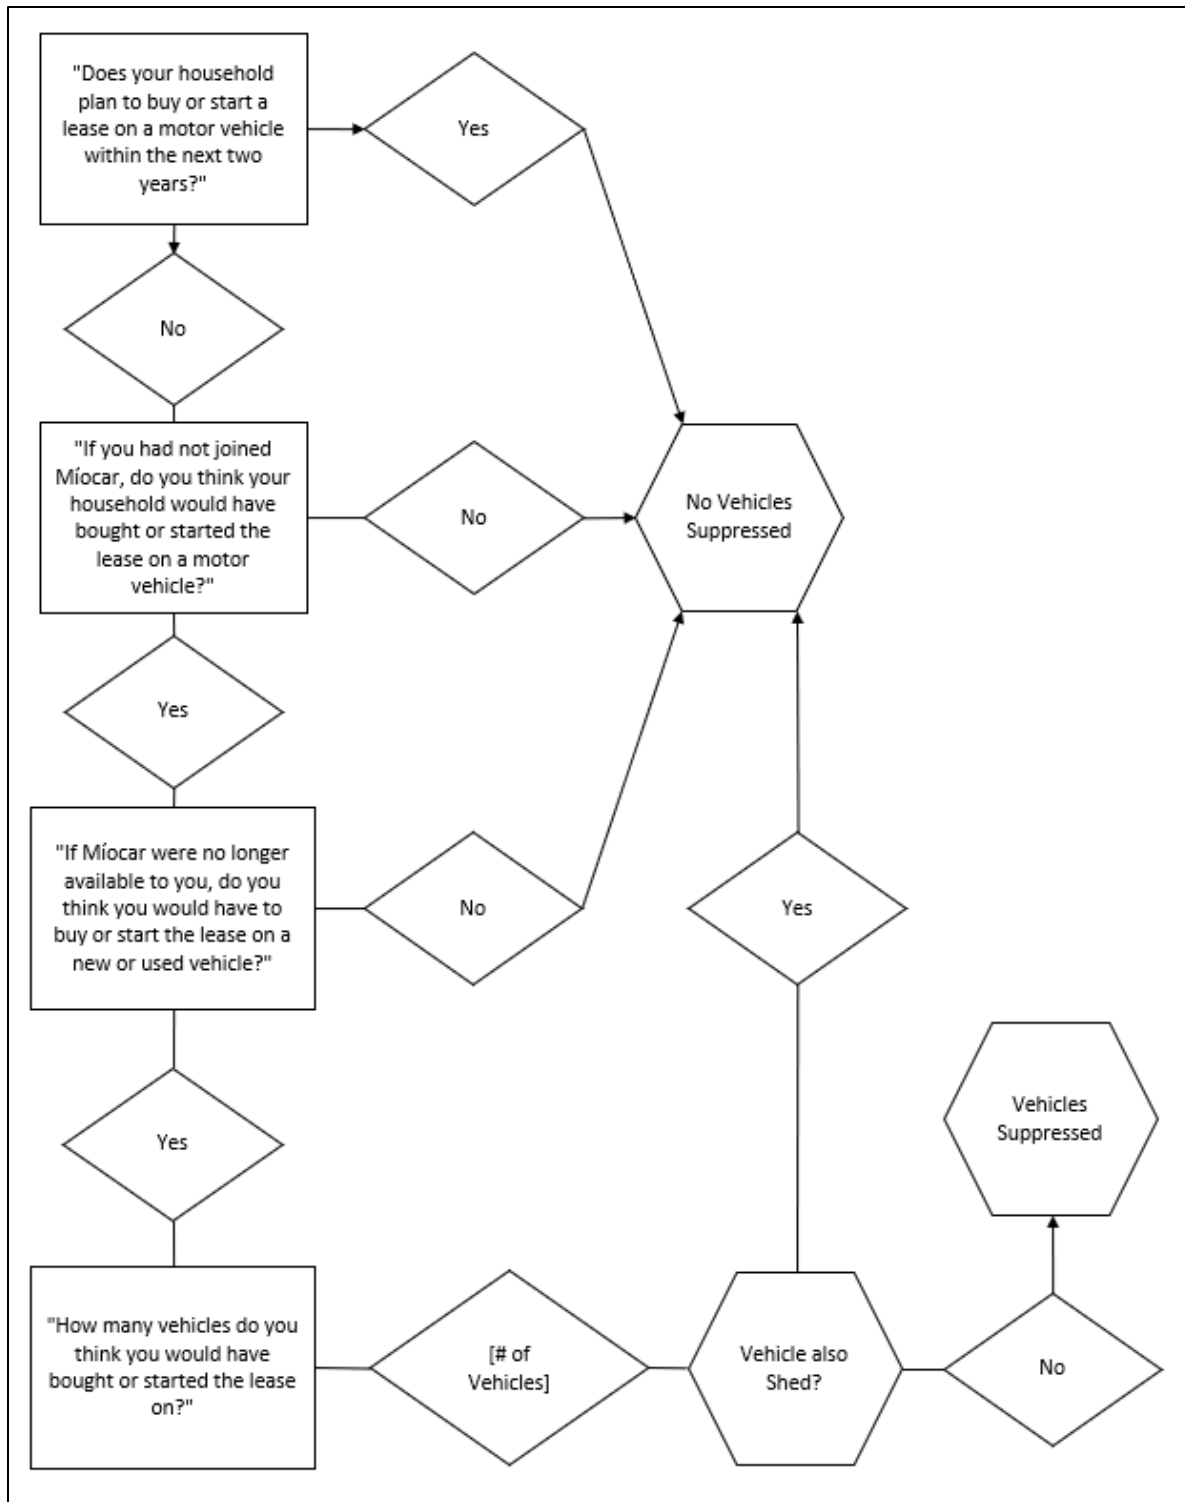 "Does your household
plan to buy or start a
lease on a motor vehicle
within the next two
years?"
Yes
No
"If you had not joined
Míocar, do you think your
household would have
bought or started the
lease on a motor
vehicle?"
No
No Vehicles
Suppressed
Yes
"If Míocar were no longer
available to you, do you
think you would have to
buy or start the lease on a
new or used vehicle?"
No
Yes
Yes
Vehicles
Suppressed
"How many vehicles do you
think you would have
bought or started the lease
on?"
[# of
Vehicles]
Vehicle also
Shed?
No